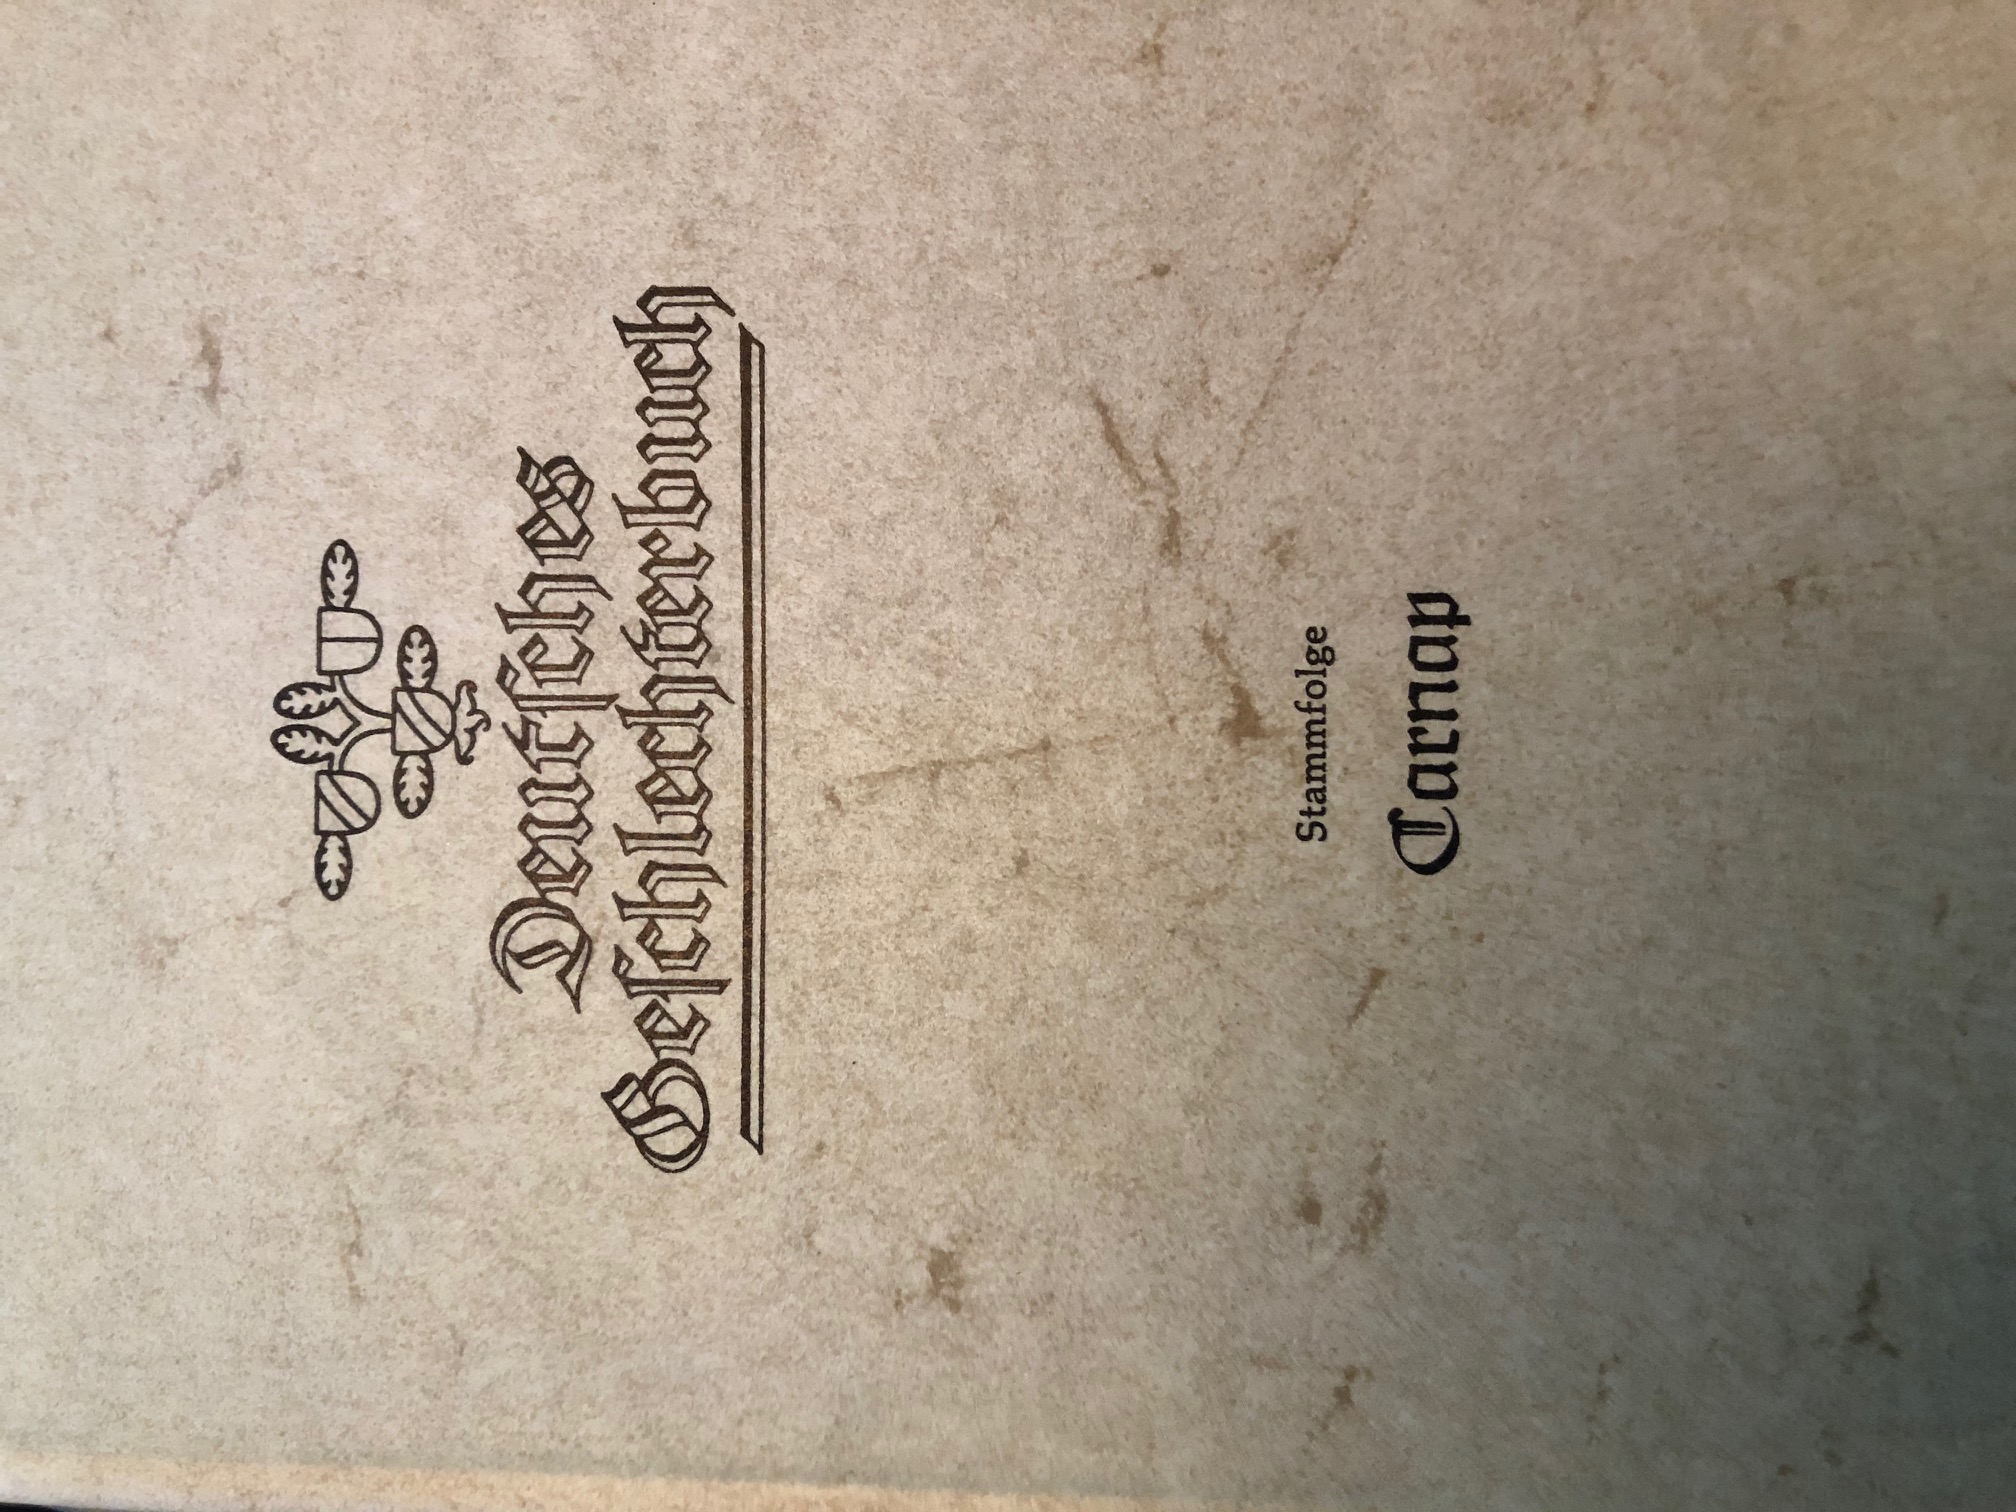 Deutſches
Geſchlechterbuch
Stammfolge
Carnap